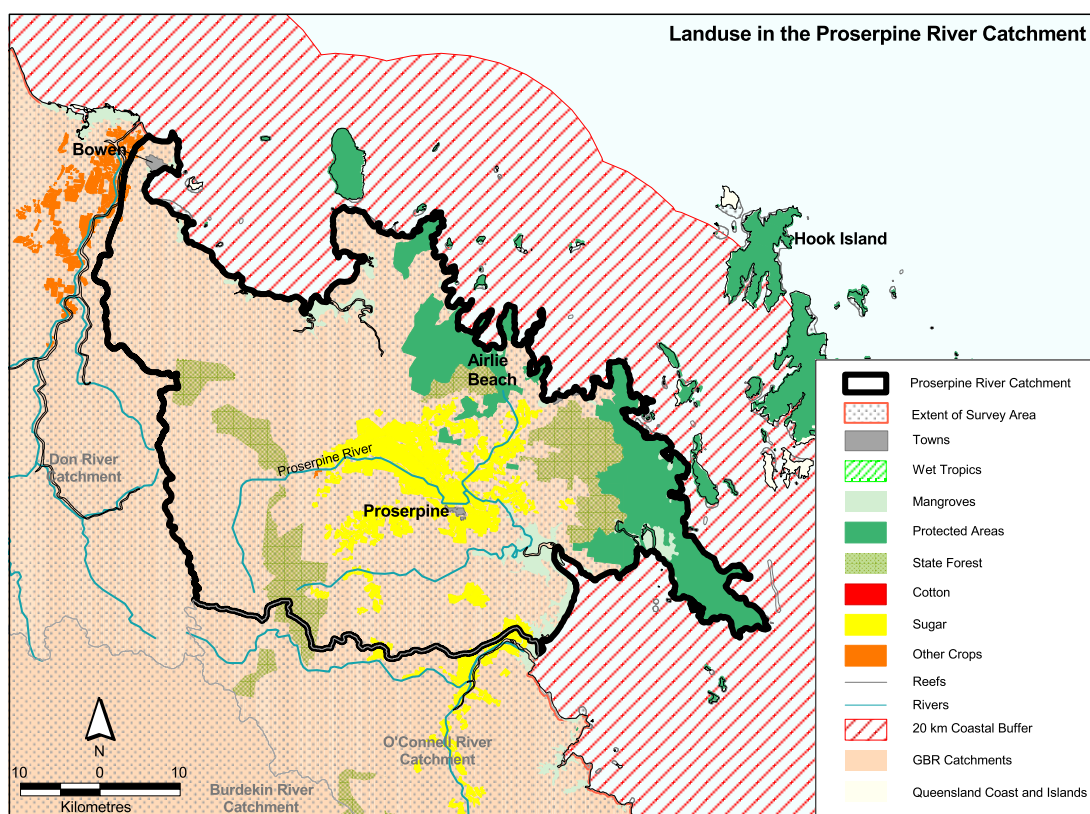 Landuse in the Proserpine River Catchment
Bowen
Hook Island
Airlie
Beach
Proserpine River
Don River
Catchment
Proserpine
O'Connell River
Catchment
Burdekin River
Catchment
N
10 0 10
Kilometres
Proserpine River Catchment
Extent of Survey Area
Towns
Wet Tropics
Mangroves
Protected Areas
State Forest
Cotton
Sugar
Other Crops
Reefs
Rivers
20 km Coastal Buffer
GBR Catchments
Queensland Coast and Islands